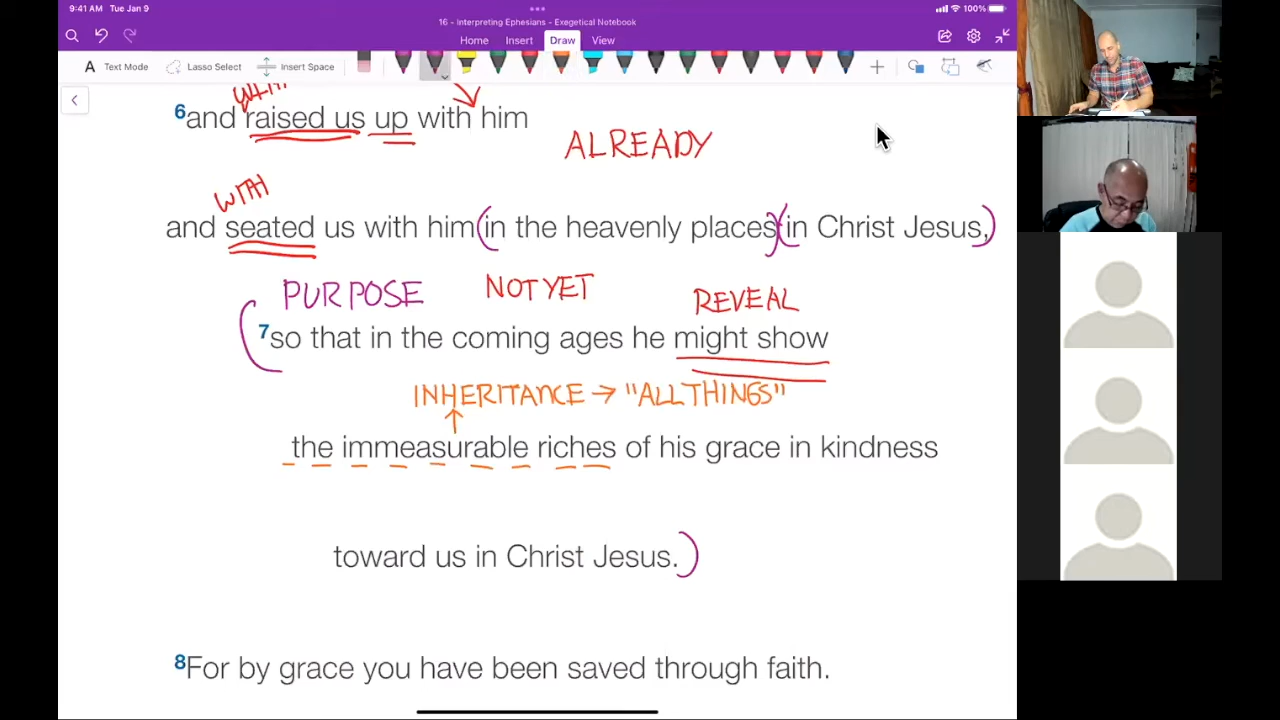 9:41 AM Tue Jan 9
100%
16 - Interpreting Ephesians - Exegetical Notebook
Home Insert Draw View
A Text Mode Lasso Select Insert Space
WITH
6and raised us up with him
ALREADY
WITH
and seated us with him (in the heavenly places) (in Christ Jesus,)
PURPOSE NOT YET REVEAL
(7so that in the coming ages he might show
INHERITANCE → "ALL THINGS"
the immeasurable riches of his grace in kindness
toward us in Christ Jesus.)
8For by grace you have been saved through faith.